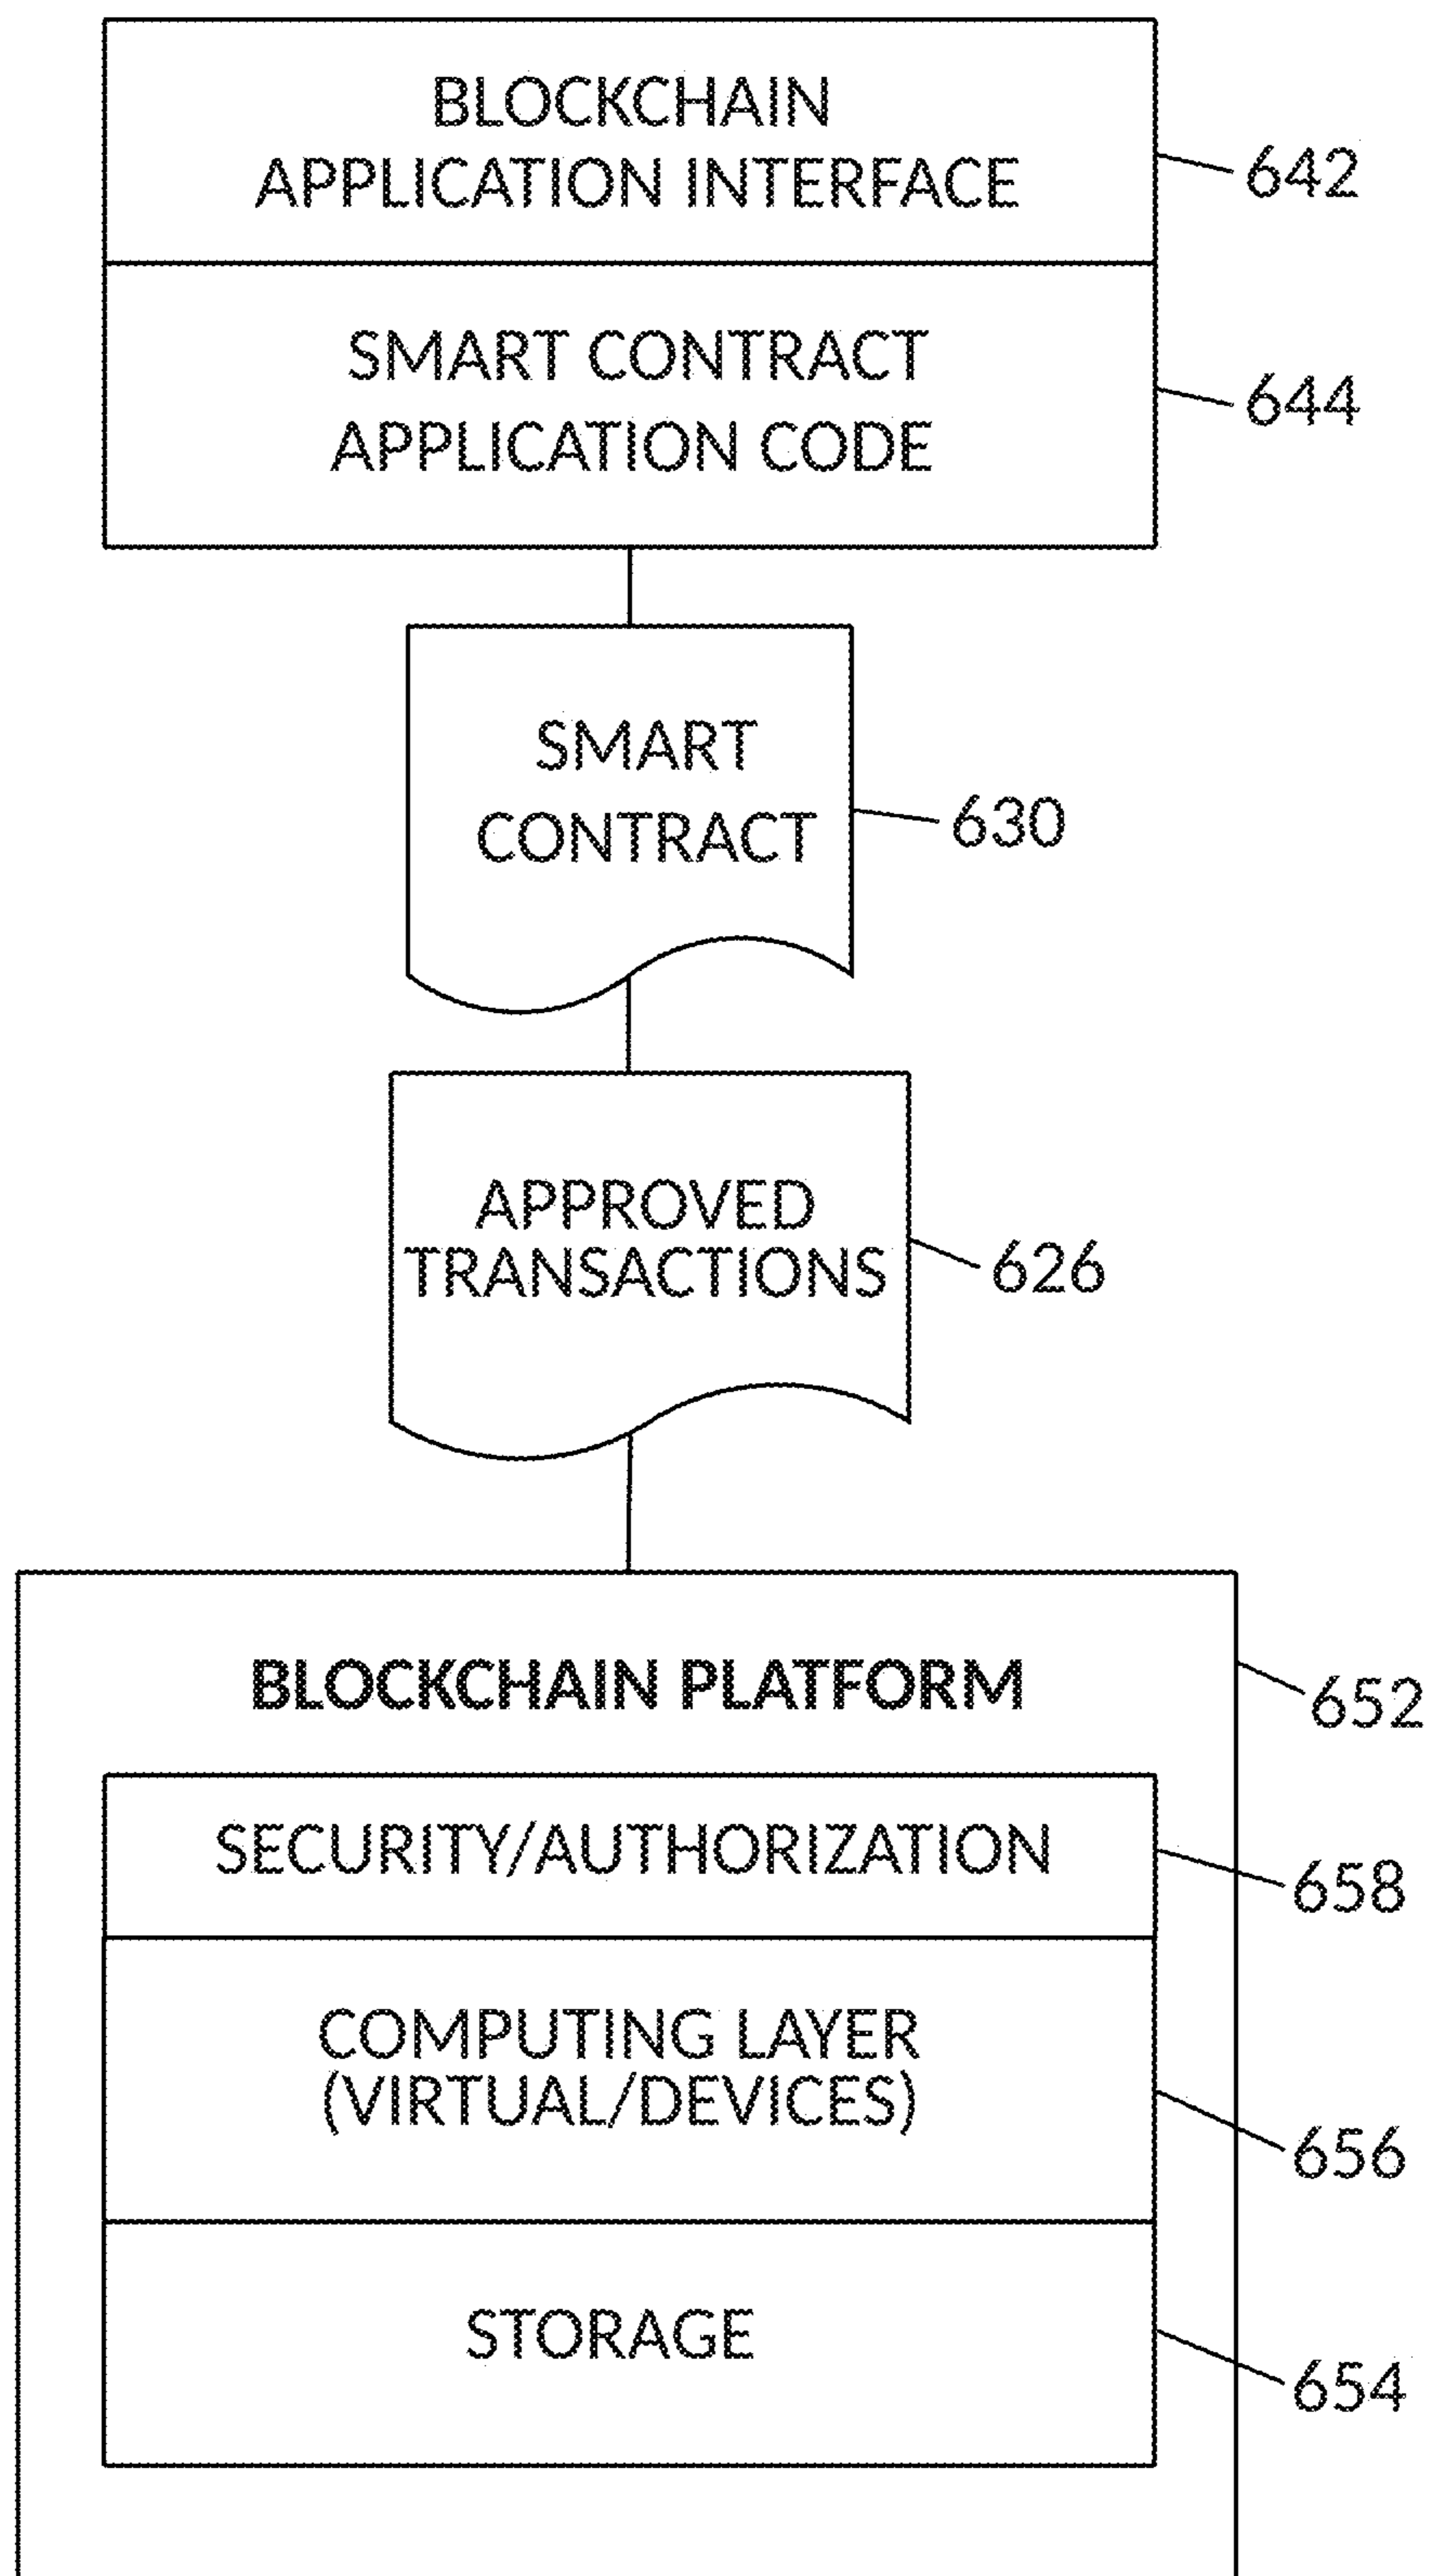 BLOCKCHAIN
APPLICATION INTERFACE
642
SMART CONTRACT
APPLICATION CODE
644
SMART
CONTRACT
630
APPROVED
TRANSACTIONS
626
BLOCKCHAIN PLATFORM
652
SECURITY/AUTHORIZATION
658
COMPUTING LAYER
(VIRTUAL/DEVICES)
656
STORAGE
654